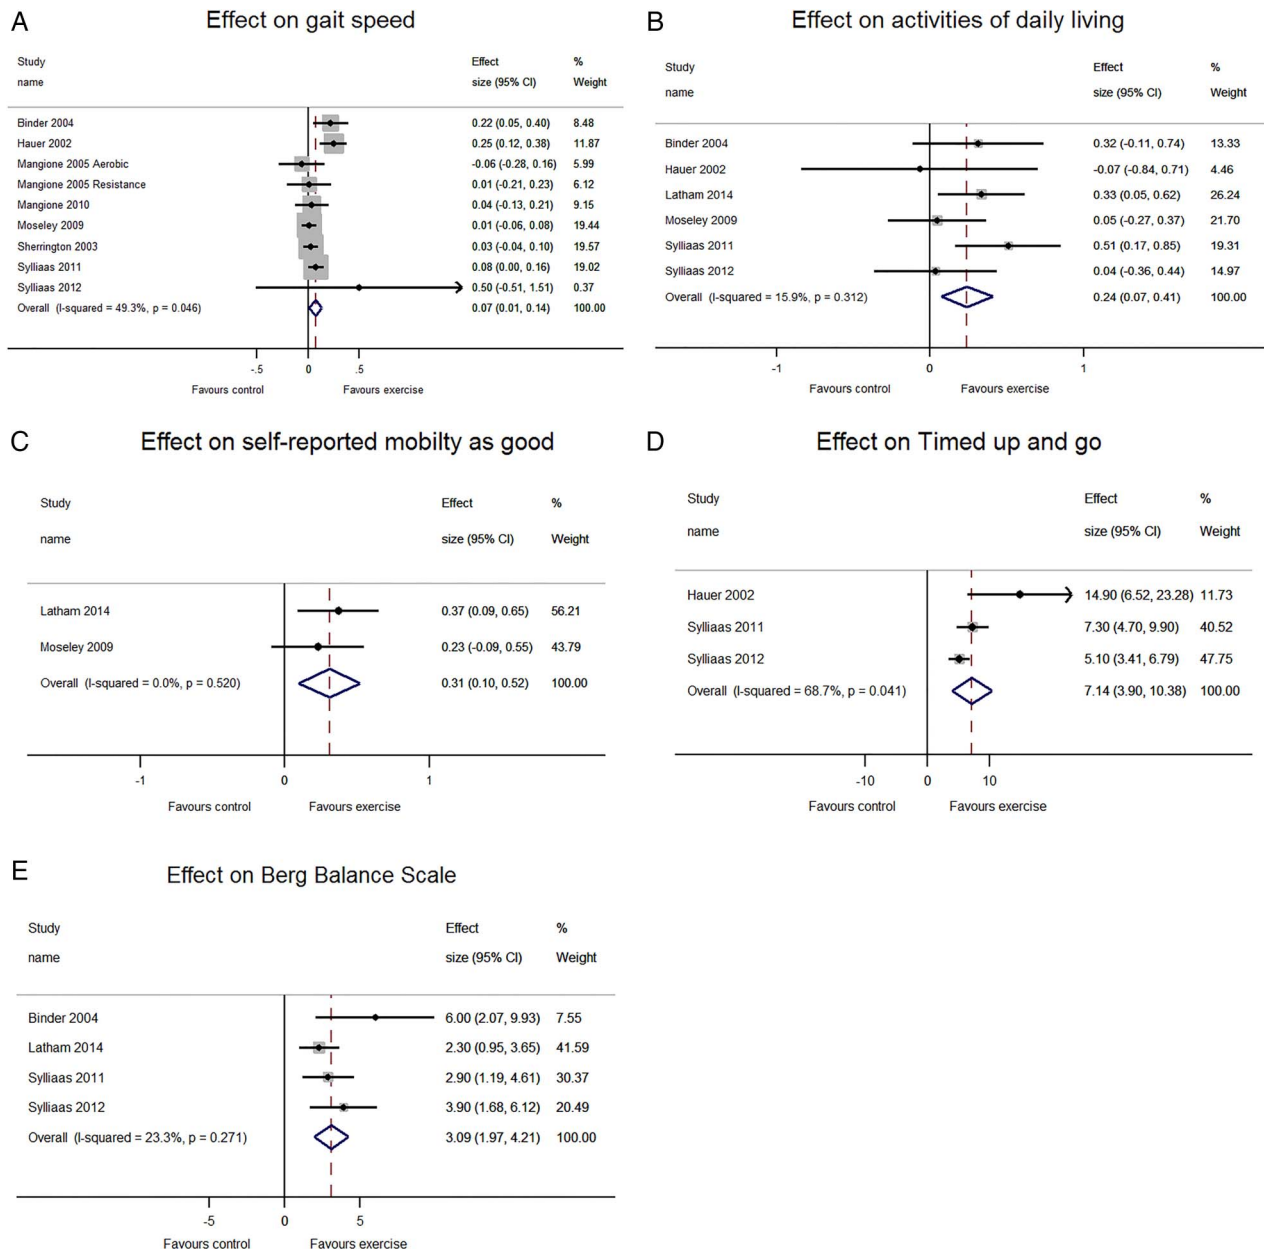 A
Effect on gait speed
Study Effect %
name size (95% CI) Weight
Binder 2004 0.22 (0.05, 0.40) 8.48
Hauer 2002 0.25 (0.12, 0.38) 11.87
Mangione 2005 Aerobic -0.06 (-0.28, 0.16) 5.99
Mangione 2005 Resistance 0.01 (-0.21, 0.23) 6.12
Mangione 2010 0.04 (-0.13, 0.21) 9.15
Moseley 2009 0.01 (-0.06, 0.08) 19.44
Sherrington 2003 0.03 (-0.04, 0.10) 19.57
Sylliaas 2011 0.08 (0.00, 0.16) 19.02
Sylliaas 2012 0.50 (-0.51, 1.51) 0.37
Overall (I-squared = 49.3%, p = 0.046) 0.07 (0.01, 0.14) 100.00
-.5 0 .5
Favours control Favours exercise
B
Effect on activities of daily living
Study Effect %
name size (95% CI) Weight
Binder 2004 0.32 (-0.11, 0.74) 13.33
Hauer 2002 -0.07 (-0.84, 0.71) 4.46
Latham 2014 0.33 (0.05, 0.62) 26.24
Moseley 2009 0.05 (-0.27, 0.37) 21.70
Sylliaas 2011 0.51 (0.17, 0.85) 19.31
Sylliaas 2012 0.04 (-0.36, 0.44) 14.97
Overall (I-squared = 15.9%, p = 0.312) 0.24 (0.07, 0.41) 100.00
-1 0 1
Favours control Favours exercise
C
Effect on self-reported mobilty as good
Study Effect %
name size (95% CI) Weight
Latham 2014 0.37 (0.09, 0.65) 56.21
Moseley 2009 0.23 (-0.09, 0.55) 43.79
Overall (I-squared = 0.0%, p = 0.520) 0.31 (0.10, 0.52) 100.00
-1 0 1
Favours control Favours exercise
D
Effect on Timed up and go
Study Effect %
name size (95% CI) Weight
Hauer 2002 14.90 (6.52, 23.28) 11.73
Sylliaas 2011 7.30 (4.70, 9.90) 40.52
Sylliaas 2012 5.10 (3.41, 6.79) 47.75
Overall (I-squared = 68.7%, p = 0.041) 7.14 (3.90, 10.38) 100.00
-10 0 10
Favours control Favours exercise
E
Effect on Berg Balance Scale
Study Effect %
name size (95% CI) Weight
Binder 2004 6.00 (2.07, 9.93) 7.55
Latham 2014 2.30 (0.95, 3.65) 41.59
Sylliaas 2011 2.90 (1.19, 4.61) 30.37
Sylliaas 2012 3.90 (1.68, 6.12) 20.49
Overall (I-squared = 23.3%, p = 0.271) 3.09 (1.97, 4.21) 100.00
-5 0 5
Favours control Favours exercise